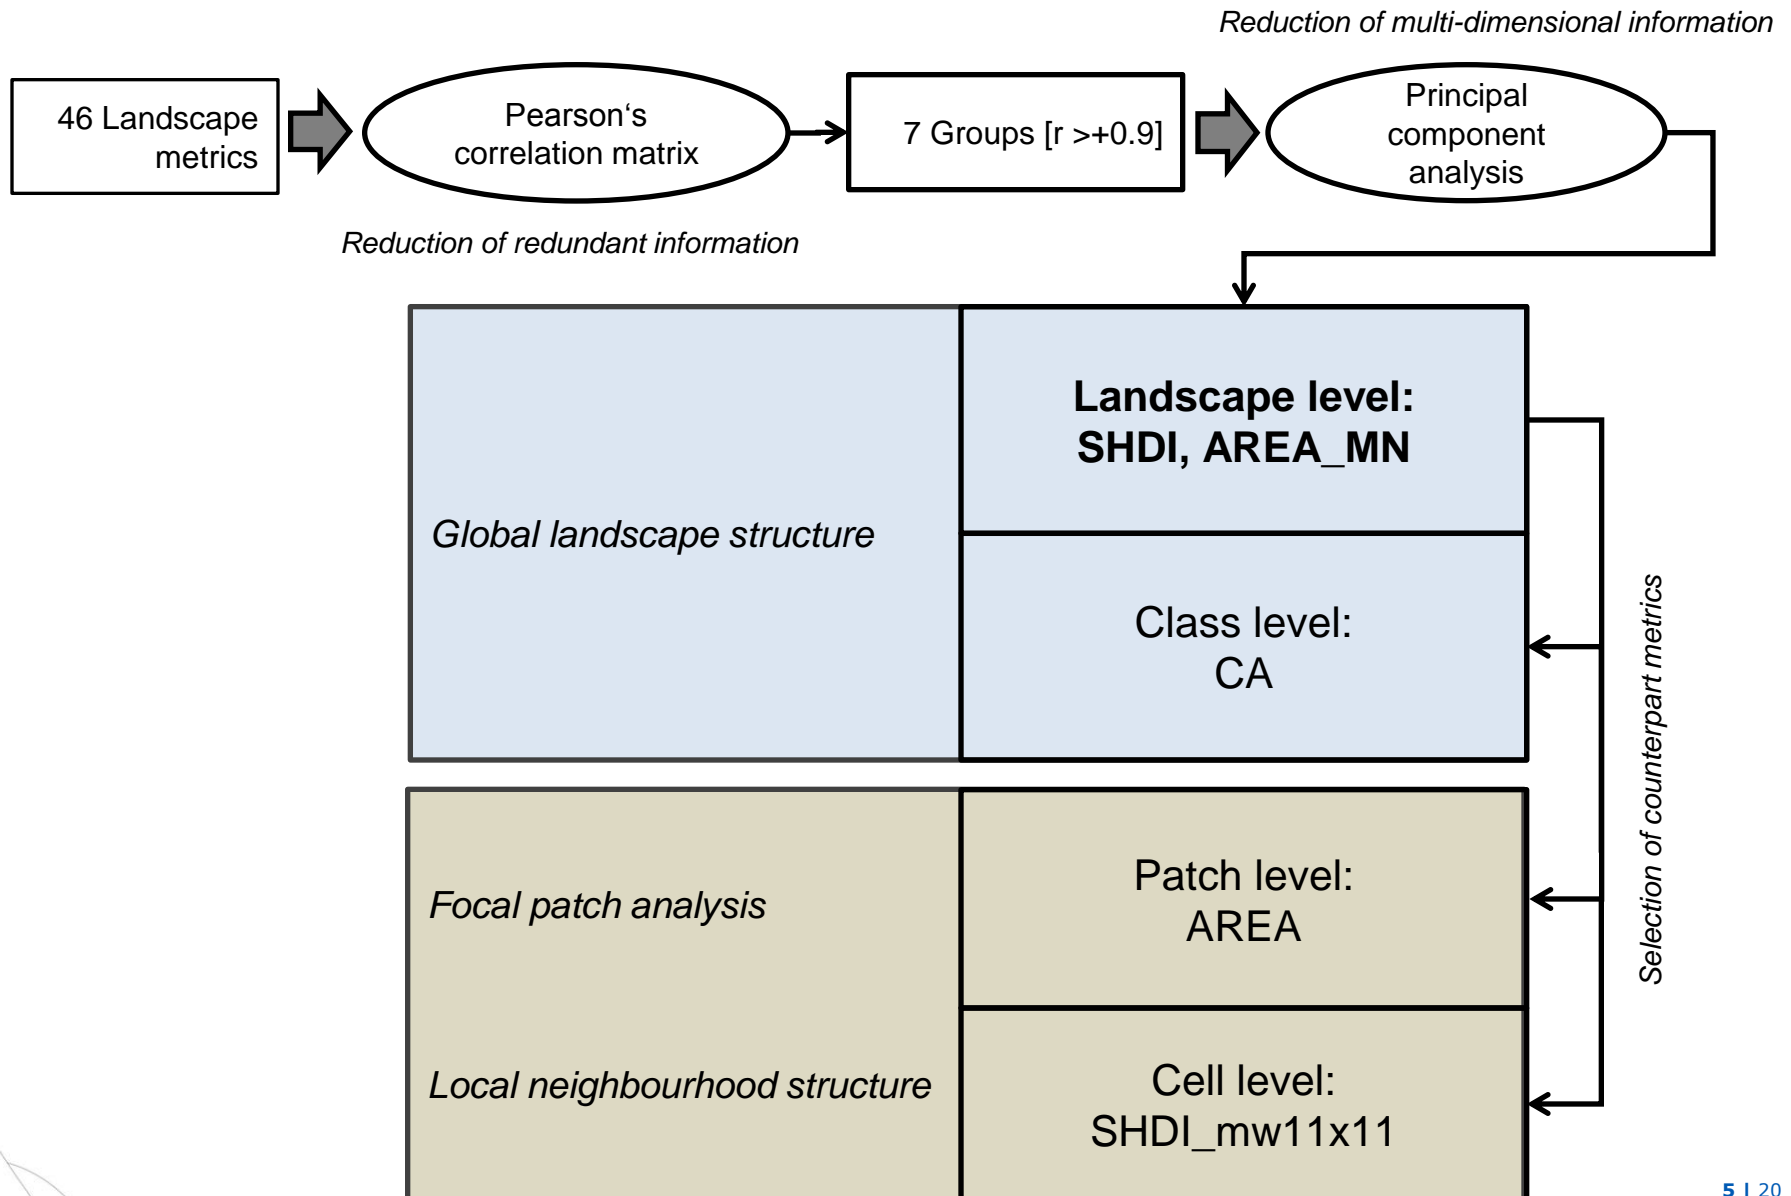 Reduction of multi-dimensional information
46 Landscape
metrics
Pearson‘s
correlation matrix
7 Groups [r >+0.9]
Principal
component
analysis
Reduction of redundant information
Landscape level:
SHDI, AREA_MN
Global landscape structure
Class level:
CA
Selection of counterpart metrics
Patch level:
AREA
Focal patch analysis
Cell level:
SHDI_mw11x11
Local neighbourhood structure
5 | 20